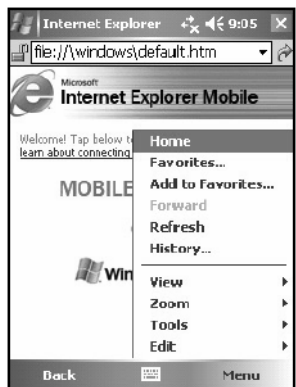 Internet Explorer 9:05
file://\windows\default.htm
Microsoft
Internet Explorer Mobile
Welcome! Tap below t
learn about connecting
MOBILE
Win
Home
Favorites...
Add to Favorites...
Forward
Refresh
History...
View
Zoom
Tools
Edit
Back Menu